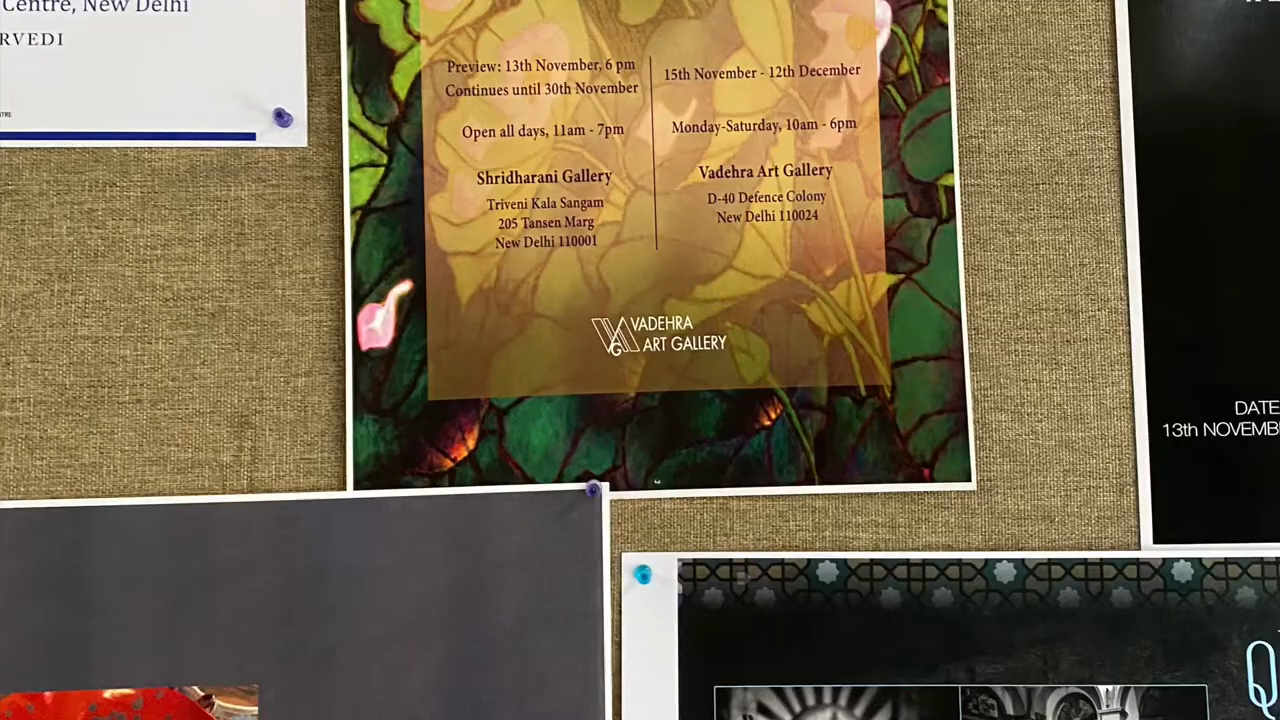 Centre, New Delhi
RVEDI
NTRE
Preview: 13th November, 6 pm
Continues until 30th November
Open all days, 11am - 7pm
Shridharani Gallery
Triveni Kala Sangam
205 Tansen Marg
New Delhi 110001
15th November - 12th December
Monday-Saturday, 10am - 6pm
Vadehra Art Gallery
D-40 Defence Colony
New Delhi 110024
VADEHRA
ART GALLERY
DATE
13th NOVEMB
Q